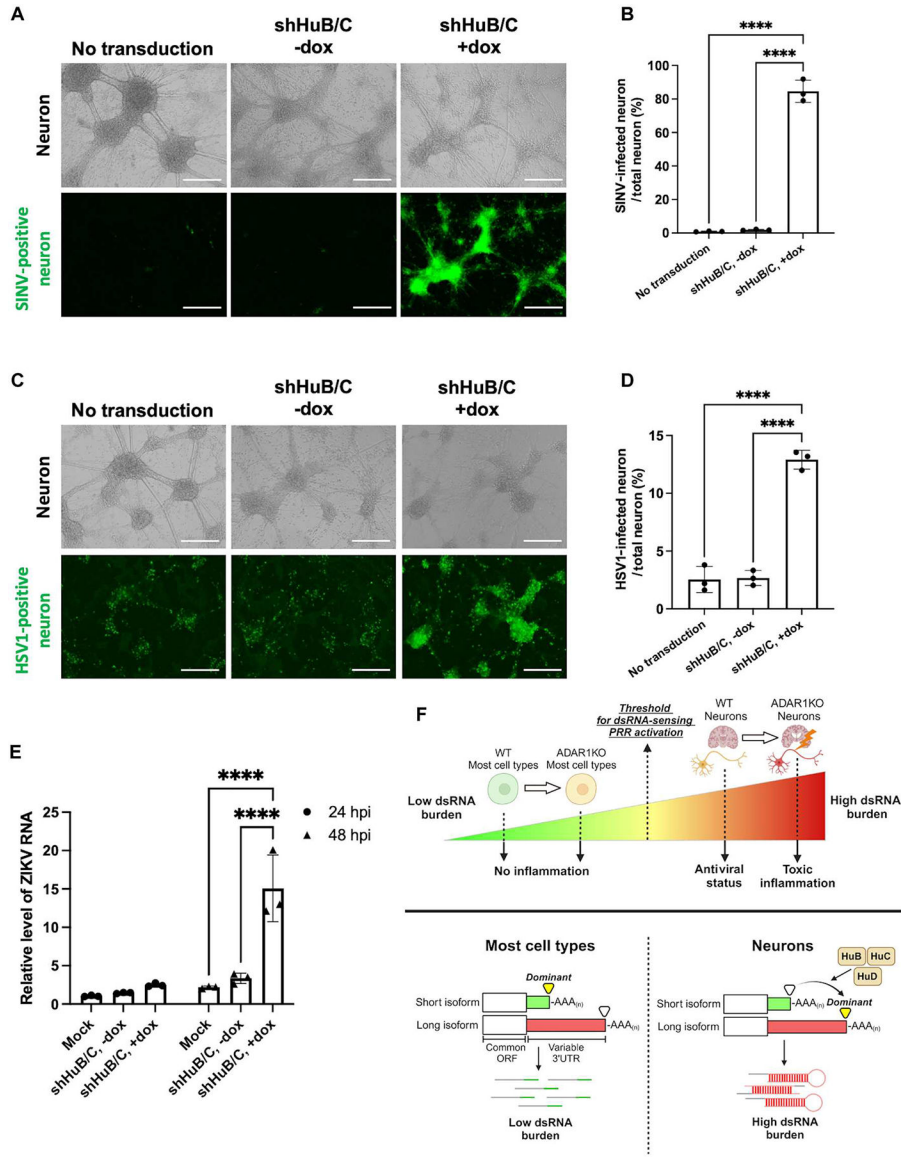 A
No transduction
shHuB/C
-dox
shHuB/C
+dox
Neuron
SINV-positive
neuron
B
****
****
SINV-infected neuron
/total neuron (%)
100
80
60
40
20
0
No transduction
shHuB/C, -dox
shHuB/C, +dox
C
No transduction
shHuB/C
-dox
shHuB/C
+dox
Neuron
HSV1-positive
neuron
D
****
****
HSV1-infected neuron
/total neuron (%)
15
10
5
0
No transduction
shHuB/C, -dox
shHuB/C, +dox
E
****
****
24 hpi
48 hpi
Relative level of ZIKV RNA
25
20
15
10
5
0
Mock
shHuB/C, -dox
shHuB/C, +dox
Mock
shHuB/C, -dox
shHuB/C, +dox
F
Threshold
for dsRNA-sensing
PRR activation
WT
Neurons
ADAR1KO
Neurons
WT
Most cell types
ADAR1KO
Most cell types
Low dsRNA
burden
High dsRNA
burden
No inflammation
Antiviral
status
Toxic
inflammation
Most cell types
Dominant
Short isoform
-AAA(n)
Long isoform
-AAA(n)
Common
ORF
Variable
3'UTR
Low dsRNA
burden
Neurons
HuB
HuC
HuD
Short isoform
-AAA(n)
Dominant
Long isoform
-AAA(n)
High dsRNA
burden